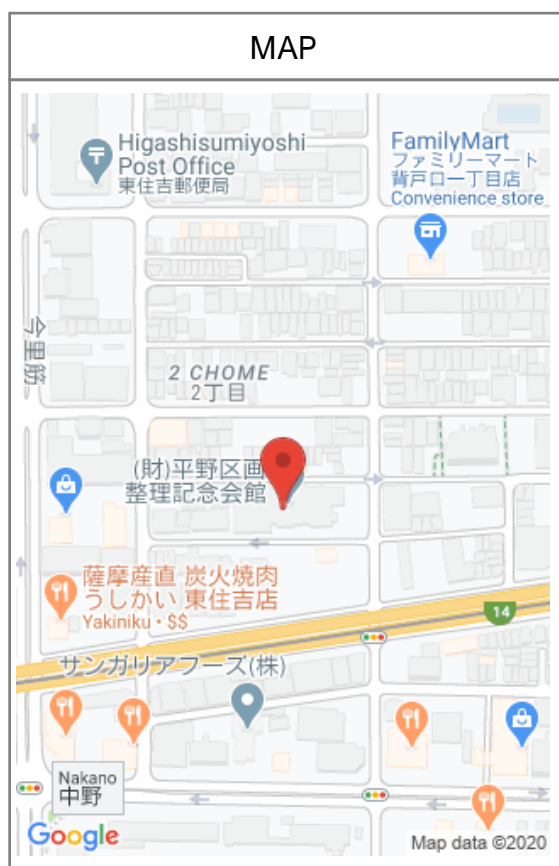 MAP
Higashisumiyoshi
Post Office
東住吉郵便局
FamilyMart
ファミリーマート
背戸口一丁目店
Convenience store
今里筋
2 CHOME
2丁目
(財)平野区画
整理記念会館
薩摩産直 炭火焼肉
うしかい 東住吉店
Yakiniku・$$
14
サンガリアフーズ(株)
Nakano
中野
Google
Map data ©2020